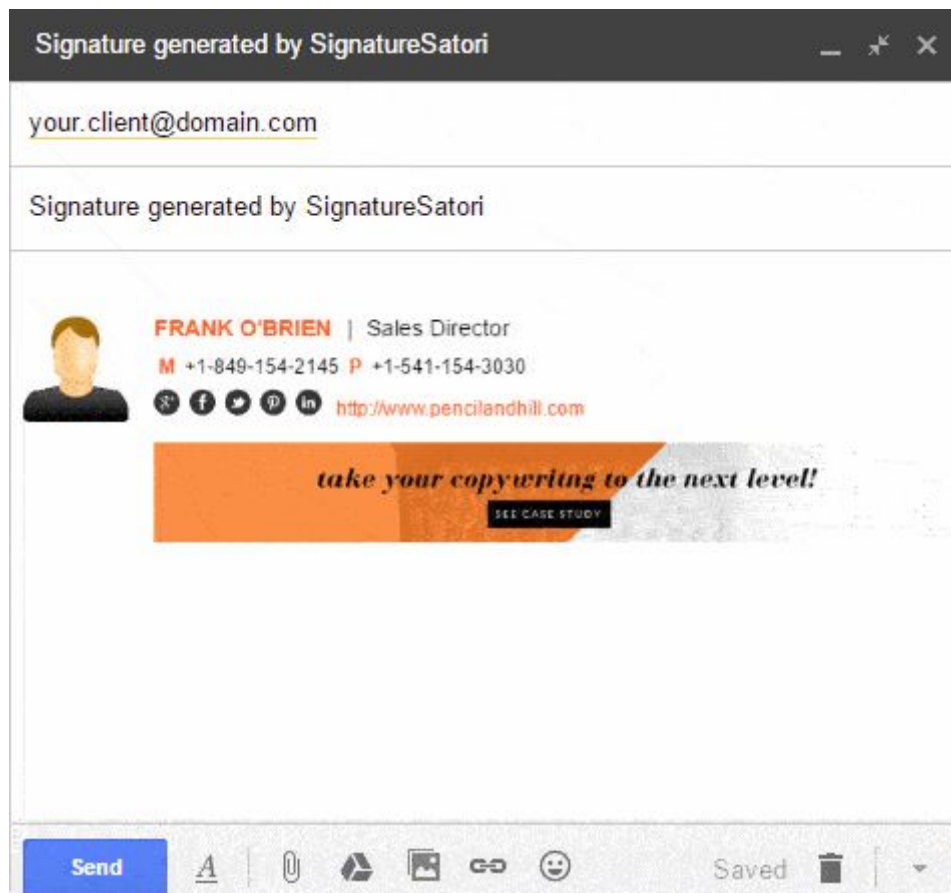 Signature generated by SignatureSatori
your.client@domain.com
Signature generated by SignatureSatori
FRANK O'BRIEN | Sales Director
M +1-849-154-2145 P +1-541-154-3030
http://www.pencilandhill.com
take your copywritng to the next level!
SEE CASE STUDY
Send A Saved